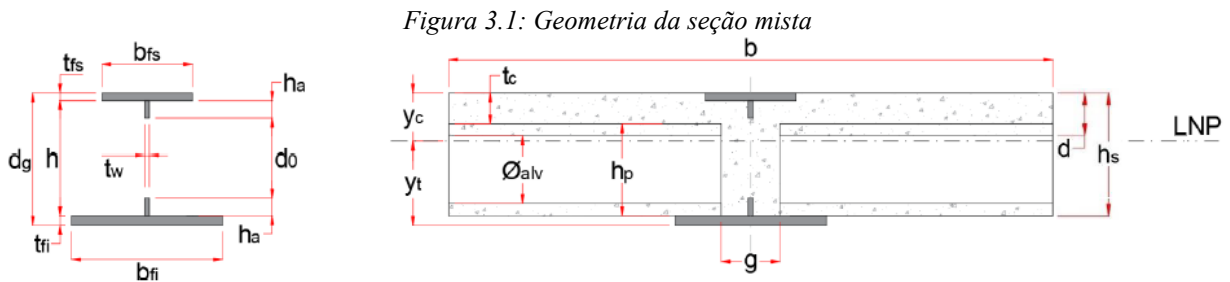 Figura 3.1: Geometria da seção mista
bfs
tfs
ha
dg
h
tw
d0
tfi
ha
bfi
b
tc
yc
yt
Øalv
hp
g
d
hs
LNP